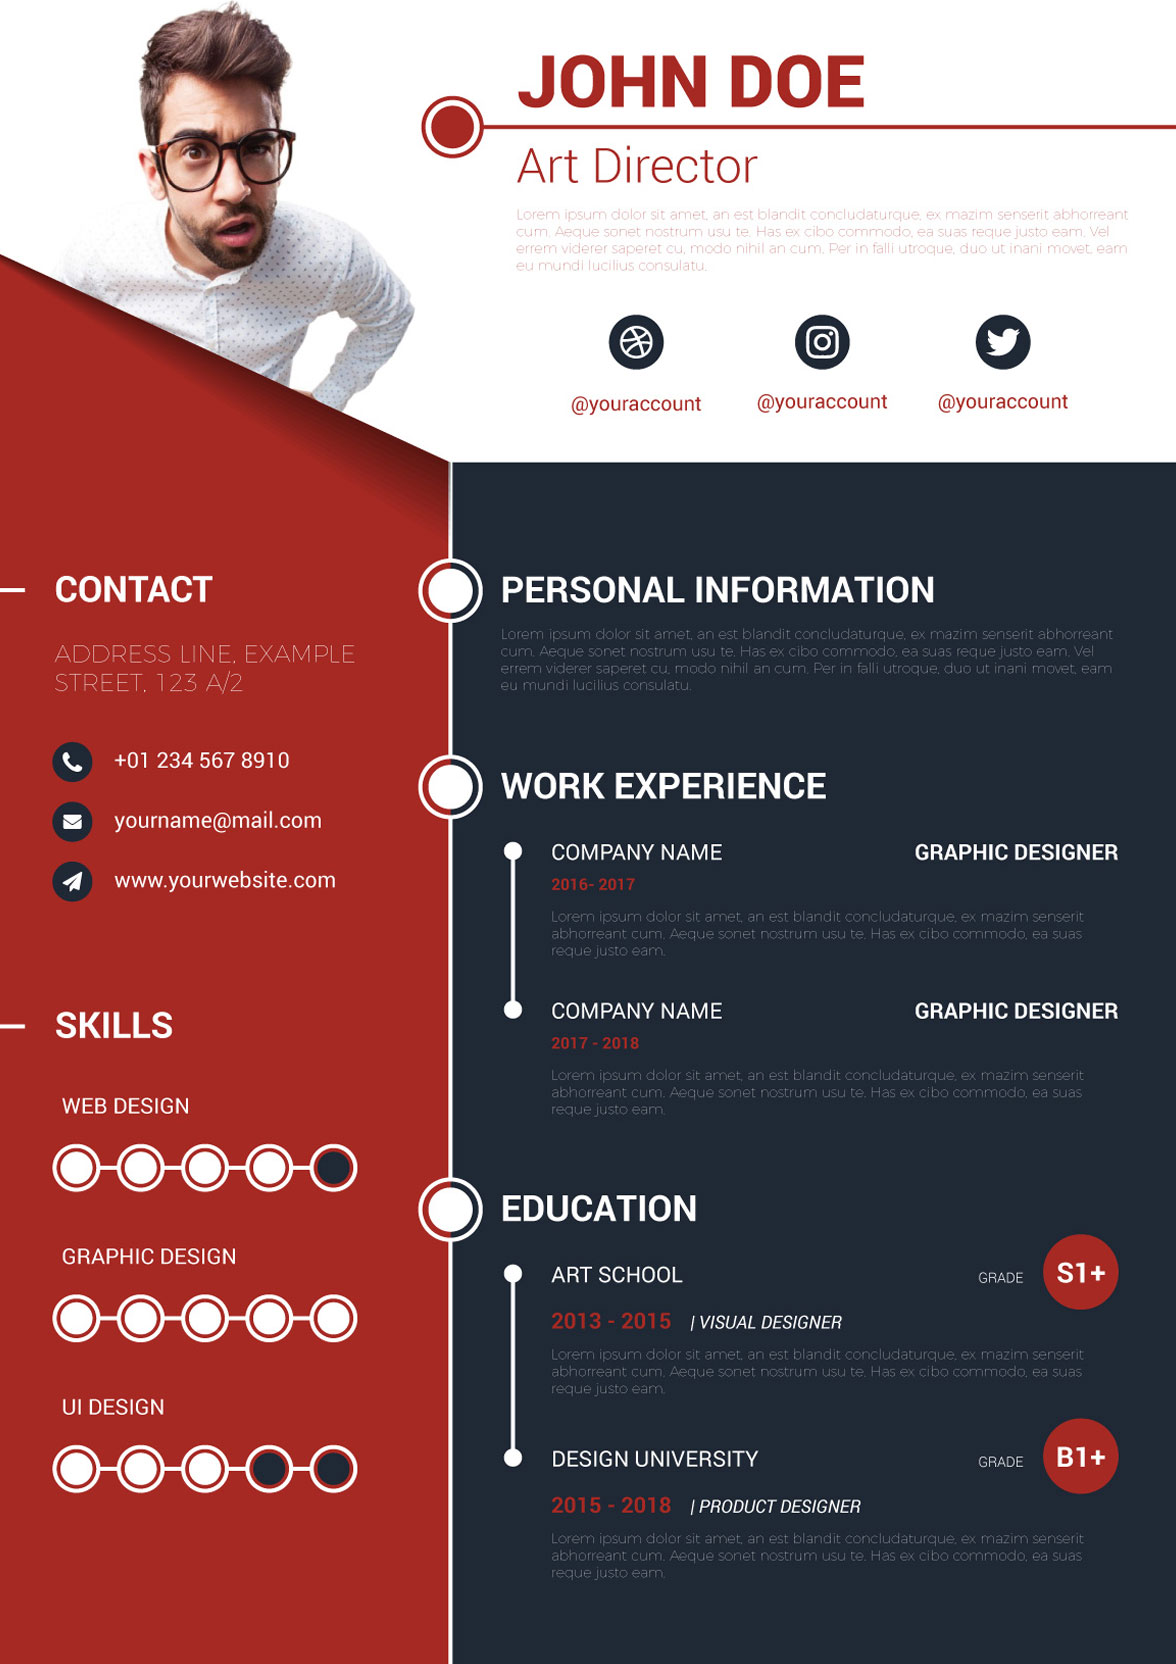 JOHN DOE
Art Director
Lorem ipsum dolor sit amet, an est blandit concludaturque, ex mazim senserit abhorreant
cum. Aeque sonet nostrum usu te. Has ex cibo commodo, ea suas reque justo eam. Vel
errem viderer saperet cu, modo nihil an cum. Per in falli utroque, duo ut inani movet, eam
eu mundi lucilius consulatu.
@youraccount
@youraccount
@youraccount
CONTACT
ADDRESS LINE, EXAMPLE
STREET, 123 A/2
+01 234 567 8910
yourname@mail.com
www.yourwebsite.com
SKILLS
WEB DESIGN
GRAPHIC DESIGN
UI DESIGN
PERSONAL INFORMATION
Lorem ipsum dolor sit amet, an est blandit concludaturque, ex mazim senserit abhorreant
cum. Aeque sonet nostrum usu te. Has ex cibo commodo, ea suas reque justo eam. Vel
errem viderer saperet cu, modo nihil an cum. Per in falli utroque, duo ut inani movet, eam
eu mundi lucilius consulatu.
WORK EXPERIENCE
COMPANY NAME GRAPHIC DESIGNER
2016- 2017
Lorem ipsum dolor sit amet, an est blandit concludaturque, ex mazim senserit
abhorreant cum. Aeque sonet nostrum usu te. Has ex cibo commodo, ea suas
reque justo eam.
COMPANY NAME GRAPHIC DESIGNER
2017 - 2018
Lorem ipsum dolor sit amet, an est blandit concludaturque, ex mazim senserit
abhorreant cum. Aeque sonet nostrum usu te. Has ex cibo commodo, ea suas
reque justo eam.
EDUCATION
ART SCHOOL GRADE S1+
2013 - 2015 | VISUAL DESIGNER
Lorem ipsum dolor sit amet, an est blandit concludaturque, ex mazim senserit
abhorreant cum. Aeque sonet nostrum usu te. Has ex cibo commodo, ea suas
reque justo eam.
DESIGN UNIVERSITY GRADE B1+
2015 - 2018 | PRODUCT DESIGNER
Lorem ipsum dolor sit amet, an est blandit concludaturque, ex mazim senserit
abhorreant cum. Aeque sonet nostrum usu te. Has ex cibo commodo, ea suas
reque justo eam.